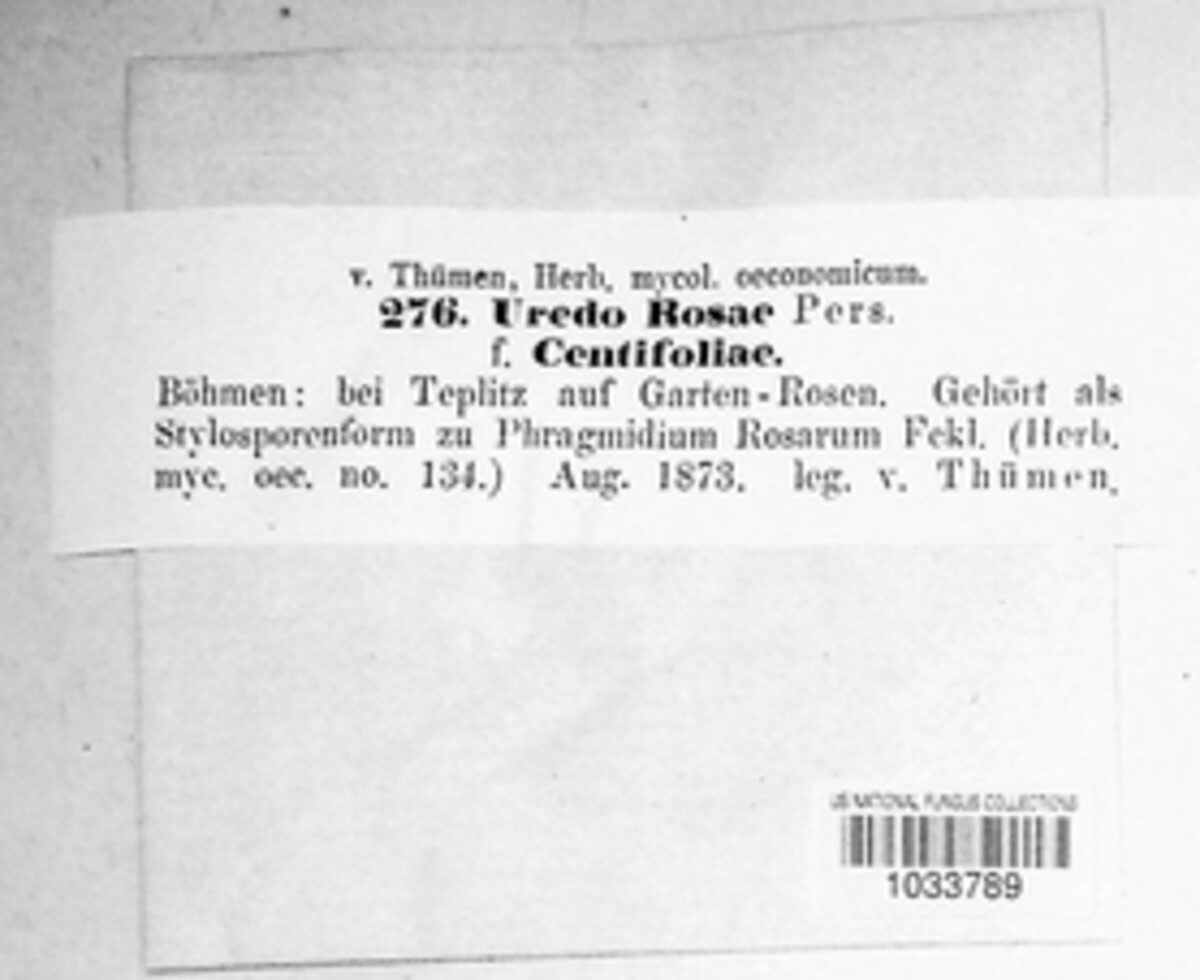 v. Thümen, Herb. mycol. oeconomicum.
276. Uredo Rosae Pers.
f. Centifoliae.
Böhmen: bei Teplitz auf Garten-Rosen. Gehört als
Stylosporenform zu Phragmidium Rosarum Fckl. (Herb.
myc. oec. no. 134.) Aug. 1873. leg. v. Thümen.
US NATIONAL FUNGUS COLLECTIONS
1033789